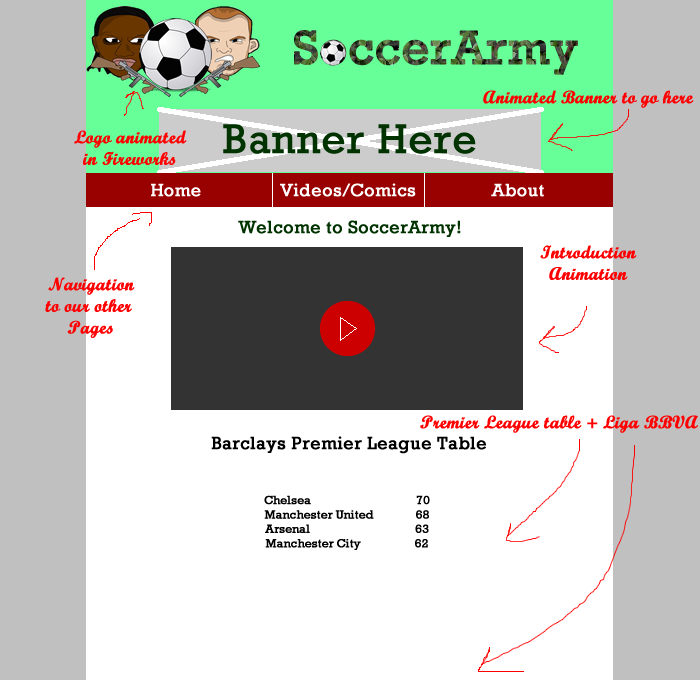 SoccerArmy
Animated Banner to go here
Logo animated
in Fireworks
Banner Here
Home Videos/Comics About
Welcome to SoccerArmy!
Introduction
Animation
Navigation
to our other
Pages
Premier League table + Liga BBVA
Barclays Premier League Table
Chelsea 70
Manchester United 68
Arsenal 63
Manchester City 62